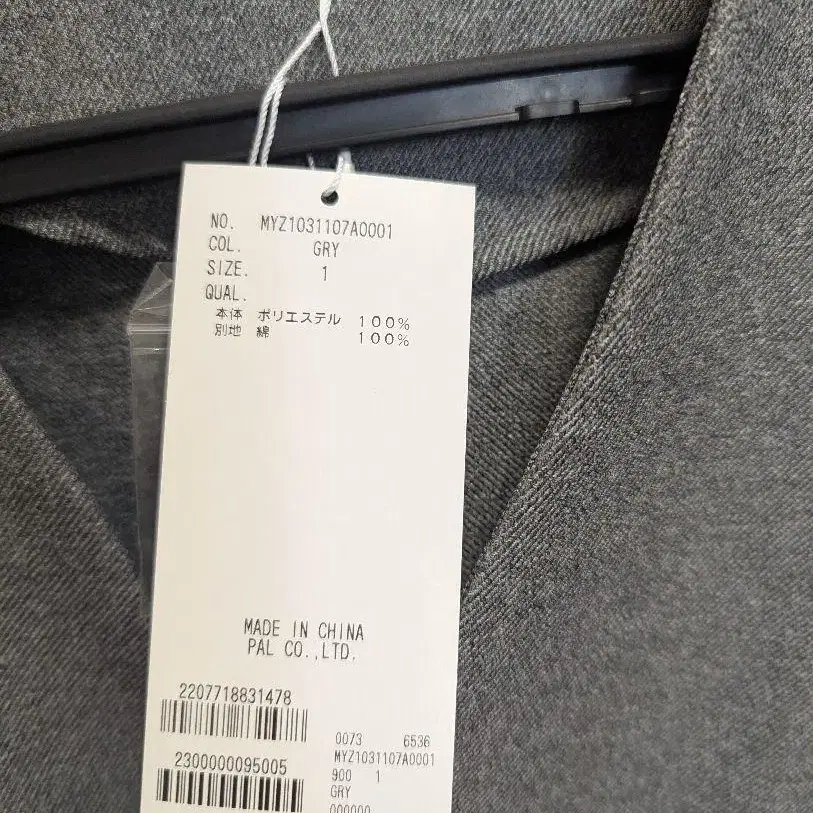 NO. MYZ1031107A0001
COL. GRY
SIZE. 1
QUAL.
本体 ポリエステル 100%
別地 綿 100%
MADE IN CHINA
PAL CO.,LTD.
2207718831478
2300000095005
0073 6536
MYZ1031107A0001
900 1
GRY
000000